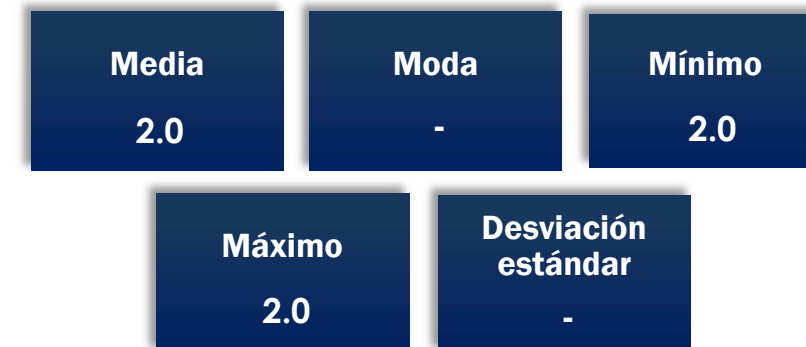 Media
2.0
Moda
-
Mínimo
2.0
Máximo
2.0
Desviación
estándar
-